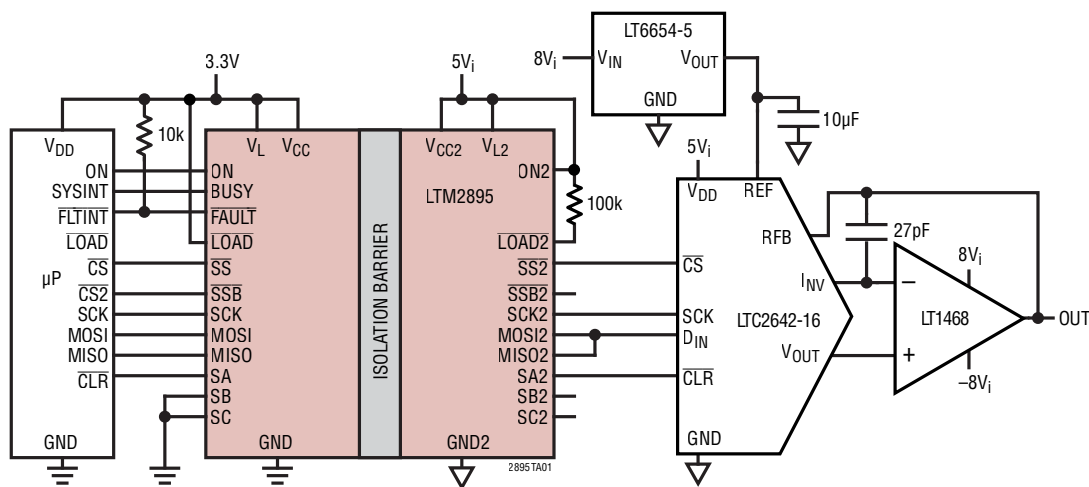 LT6654-5
8Vi
VIN
VOUT
GND
10µF
3.3V
5Vi
10k
VDD
VL
VCC
VCC2
VL2
5Vi
VDD
REF
ON
SYSINT
FLTINT
LOAD
CS
CS2
SCK
MOSI
MISO
CLR
µP
GND
ON
BUSY
FAULT
LOAD
SS
SSB
SCK
MOSI
MISO
SA
SB
SC
GND
ISOLATION BARRIER
LTM2895
ON2
LOAD2
SS2
SSB2
SCK2
MOSI2
MISO2
SA2
SB2
SC2
GND2
2895 TA01
100k
CS
SCK
DIN
CLR
GND
LTC2642-16
RFB
INV
VOUT
27pF
8Vi
−
LT1468
+
−8Vi
OUT